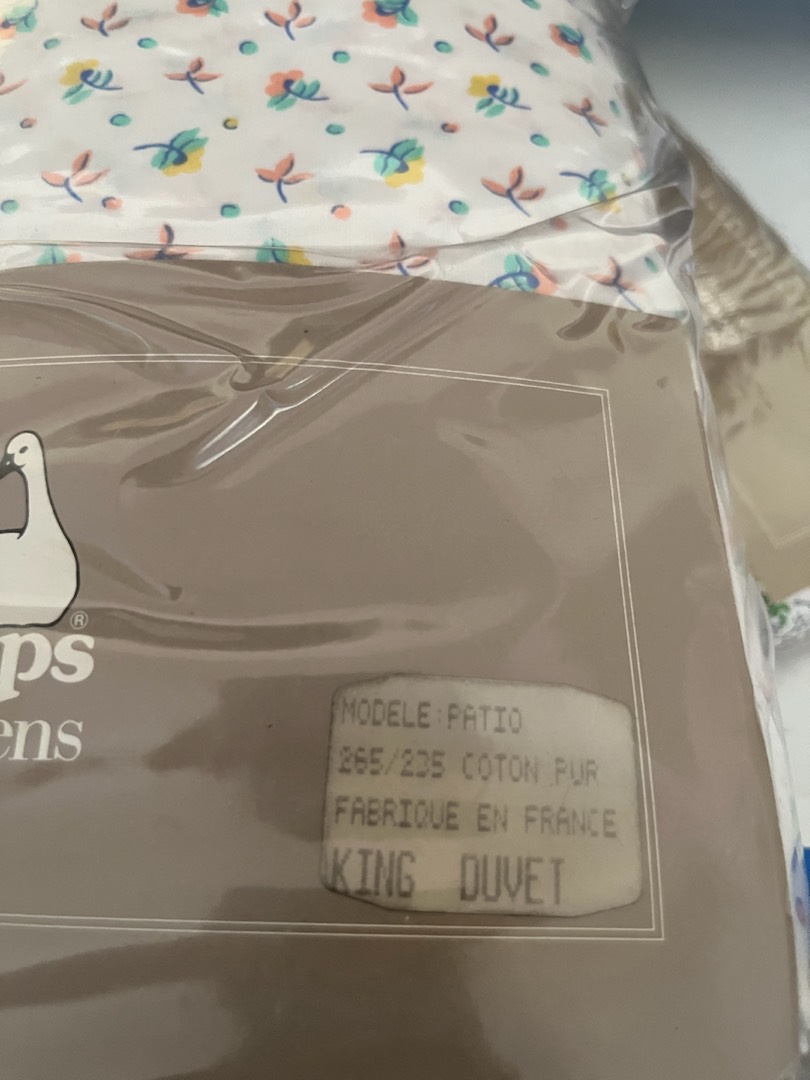 ®
ps
ens
MODELE:PATIO
265/235 COTON PUR
FABRIQUE EN FRANCE
KING DUVET